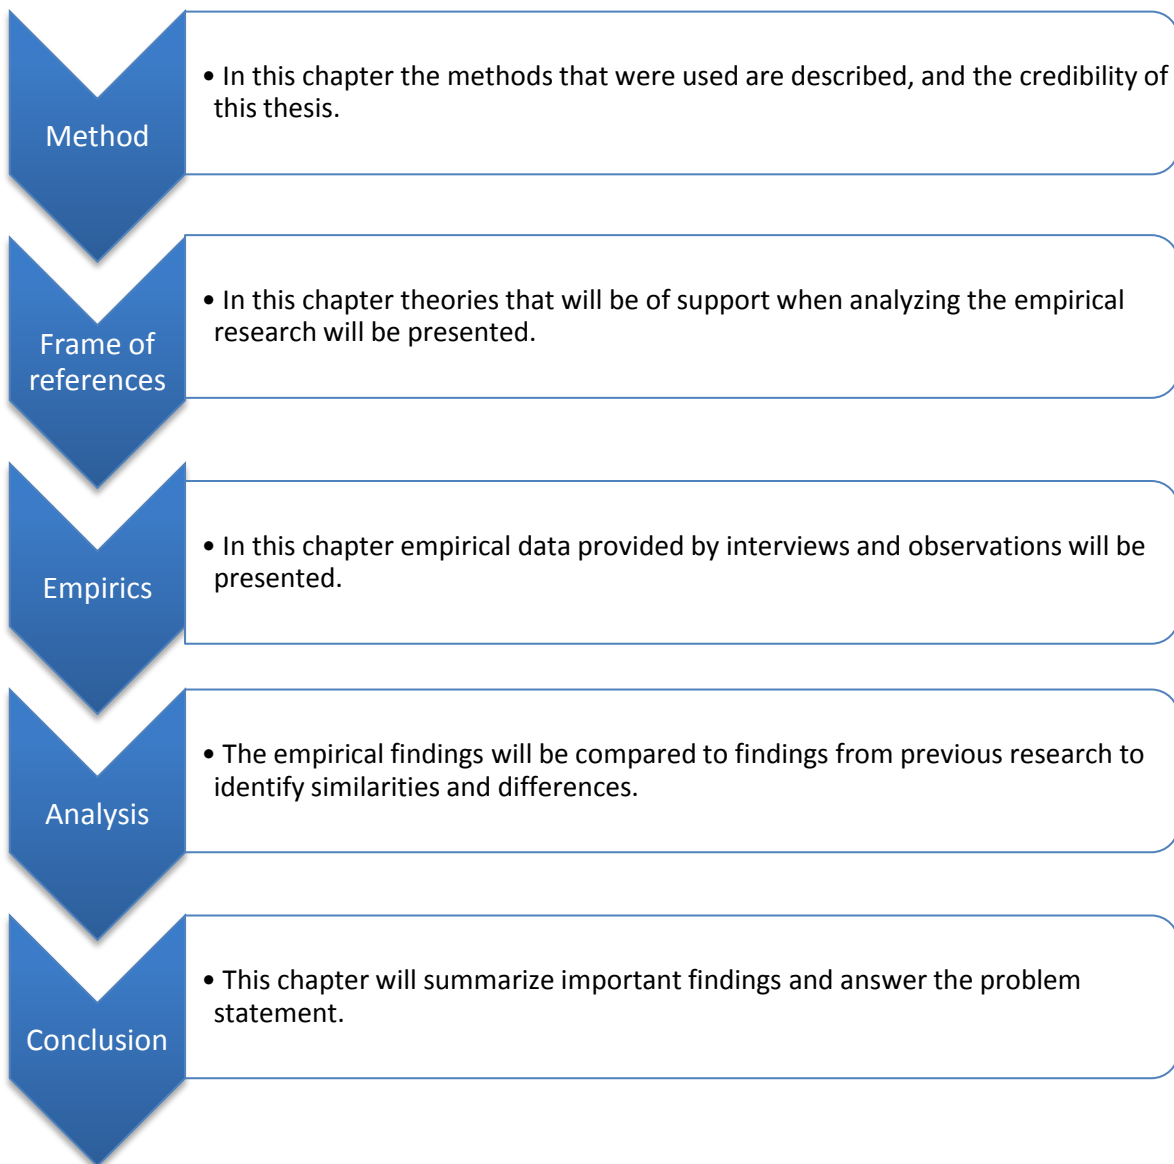 Method
• In this chapter the methods that were used are described, and the credibility of
this thesis.
Frame of
references
• In this chapter theories that will be of support when analyzing the empirical
research will be presented.
Empirics
• In this chapter empirical data provided by interviews and observations will be
presented.
Analysis
• The empirical findings will be compared to findings from previous research to
identify similarities and differences.
Conclusion
• This chapter will summarize important findings and answer the problem
statement.